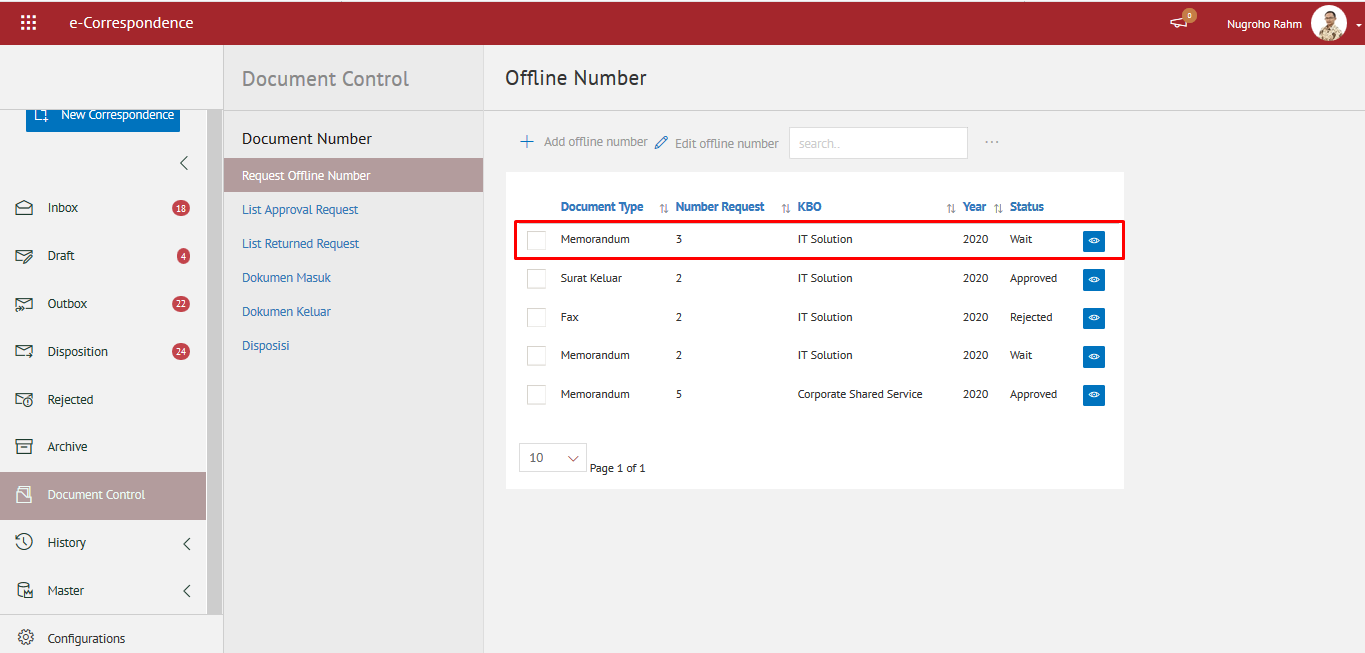 e-Correspondence
0
Nugroho Rahm
New Correspondence
Inbox 18
Draft 4
Outbox 22
Disposition 24
Rejected
Archive
Document Control
History
Master
Configurations
Document Control
Document Number
Request Offline Number
List Approval Request
List Returned Request
Dokumen Masuk
Dokumen Keluar
Disposisi
Offline Number
Add offline number Edit offline number search.. ...
Document Type Number Request KBO Year Status
Memorandum 3 IT Solution 2020 Wait
Surat Keluar 2 IT Solution 2020 Approved
Fax 2 IT Solution 2020 Rejected
Memorandum 2 IT Solution 2020 Wait
Memorandum 5 Corporate Shared Service 2020 Approved
10 Page 1 of 1